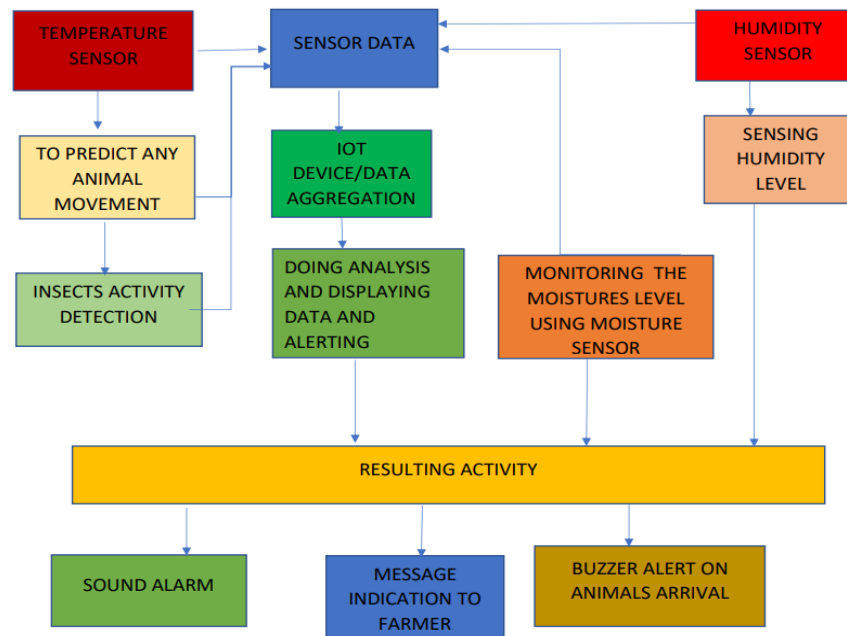 TEMPERATURE
SENSOR
SENSOR DATA
HUMIDITY
SENSOR
TO PREDICT ANY
ANIMAL
MOVEMENT
IOT
DEVICE/DATA
AGGREGATION
SENSING
HUMIDITY
LEVEL
INSECTS ACTIVITY
DETECTION
DOING ANALYSIS
AND DISPLAYING
DATA AND
ALERTING
MONITORING THE
MOISTURES LEVEL
USING MOISTURE
SENSOR
RESULTING ACTIVITY
SOUND ALARM
MESSAGE
INDICATION TO
FARMER
BUZZER ALERT ON
ANIMALS ARRIVAL